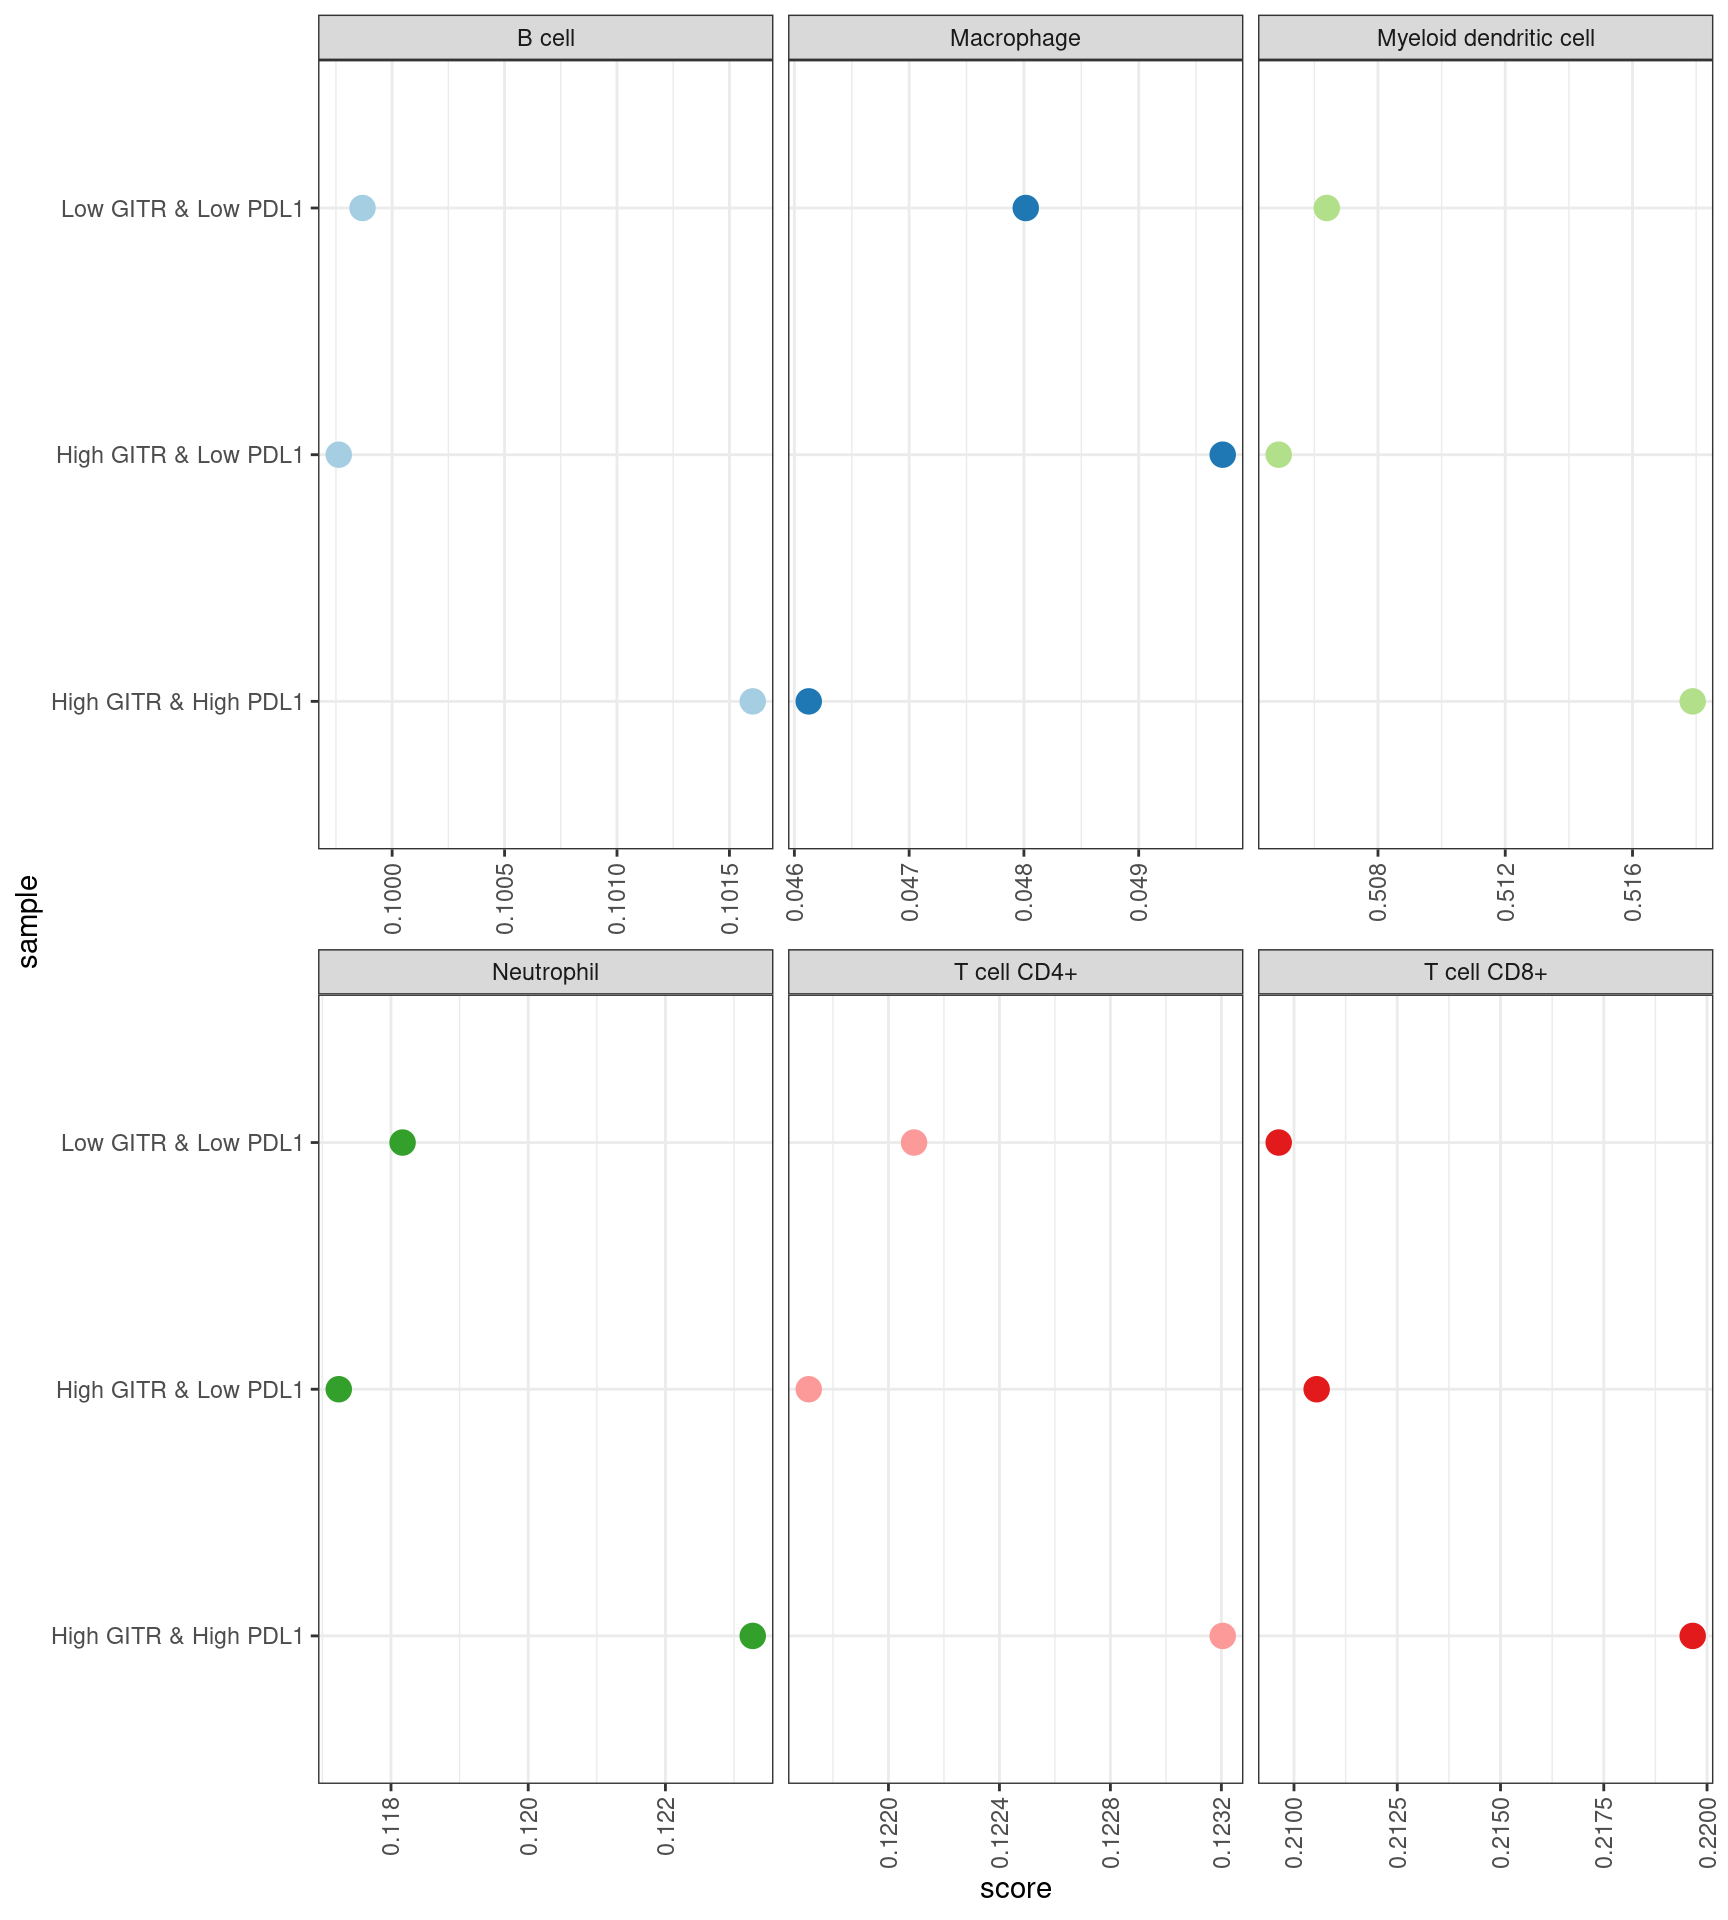 B cell
Macrophage
Myeloid dendritic cell
Low GITR & Low PDL1
High GITR & Low PDL1
High GITR & High PDL1
0.1000 0.1005 0.1010 0.1015
0.046 0.047 0.048 0.049
0.508 0.512 0.516
sample
Neutrophil
T cell CD4+
T cell CD8+
Low GITR & Low PDL1
High GITR & Low PDL1
High GITR & High PDL1
0.118 0.120 0.122
0.1220 0.1224 0.1228 0.1232
0.2100 0.2125 0.2150 0.2175 0.2200
score